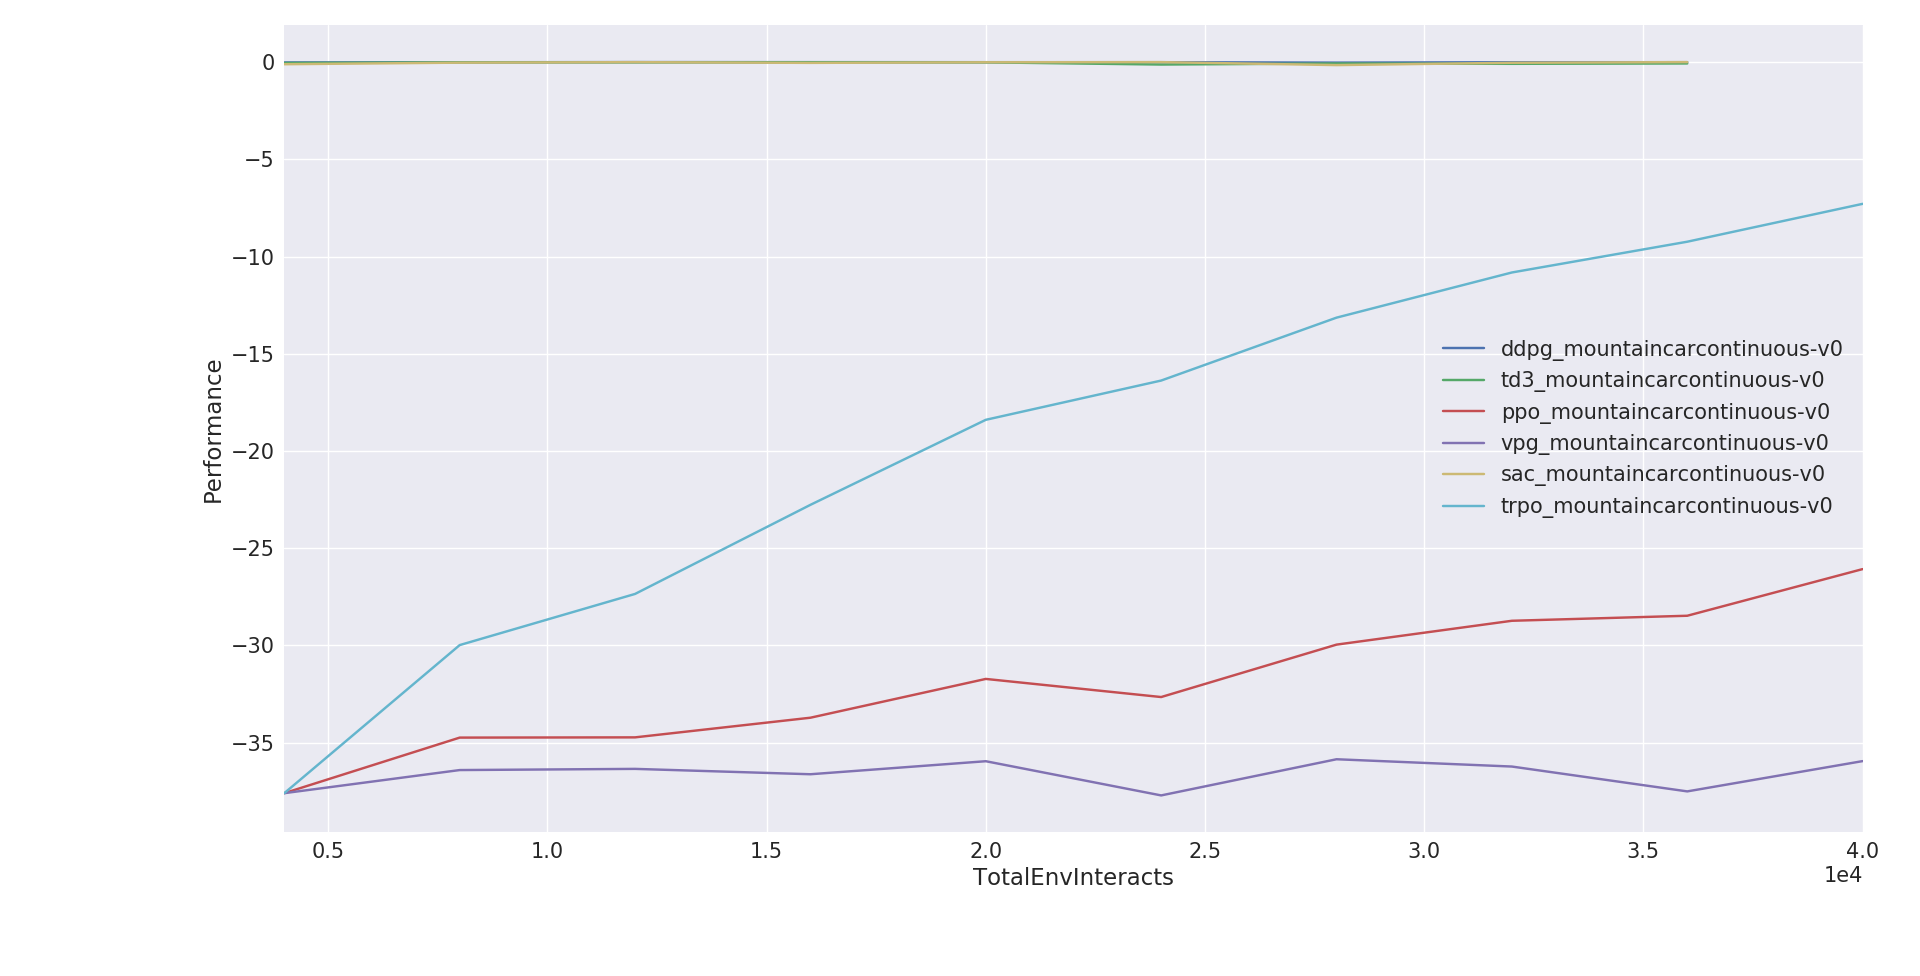 0
−5
−10
−15
−20
−25
−30
−35
Performance
ddpg_mountaincarcontinuous-v0
td3_mountaincarcontinuous-v0
ppo_mountaincarcontinuous-v0
vpg_mountaincarcontinuous-v0
sac_mountaincarcontinuous-v0
trpo_mountaincarcontinuous-v0
0.5 1.0 1.5 2.0 2.5 3.0 3.5 4.0
1e4
TotalEnvInteracts